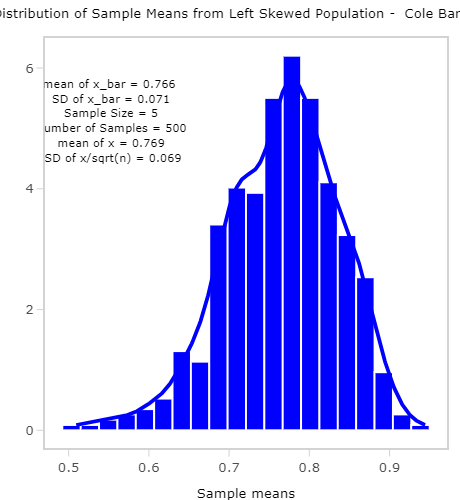 istribution of Sample Means from Left Skewed Population - Cole Bar
mean of x_bar = 0.766
SD of x_bar = 0.071
Sample Size = 5
umber of Samples = 500
mean of x = 0.769
SD of x/sqrt(n) = 0.069
6
4
2
0
0.5 0.6 0.7 0.8 0.9
Sample means